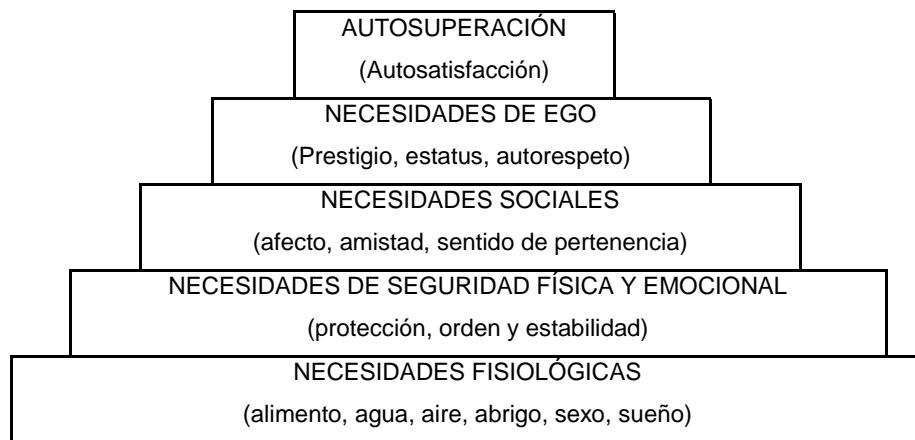 AUTOSUPERACIÓN
(Autosatisfacción)
NECESIDADES DE EGO
(Prestigio, estatus, autorespeto)
NECESIDADES SOCIALES
(afecto, amistad, sentido de pertenencia)
NECESIDADES DE SEGURIDAD FÍSICA Y EMOCIONAL
(protección, orden y estabilidad)
NECESIDADES FISIOLÓGICAS
(alimento, agua, aire, abrigo, sexo, sueño)